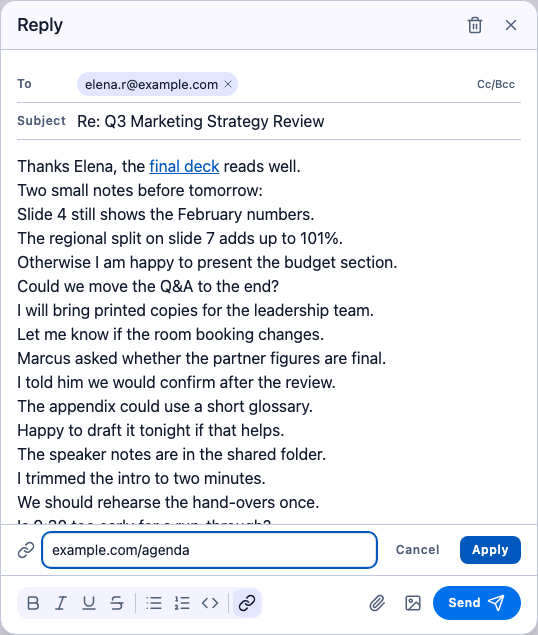 Reply
To elena.r@example.com Cc/Bcc
Subject Re: Q3 Marketing Strategy Review
Thanks Elena, the final deck reads well.
Two small notes before tomorrow:
Slide 4 still shows the February numbers.
The regional split on slide 7 adds up to 101%.
Otherwise I am happy to present the budget section.
Could we move the Q&A to the end?
I will bring printed copies for the leadership team.
Let me know if the room booking changes.
Marcus asked whether the partner figures are final.
I told him we would confirm after the review.
The appendix could use a short glossary.
Happy to draft it tonight if that helps.
The speaker notes are in the shared folder.
I trimmed the intro to two minutes.
We should rehearse the hand-overs once.
example.com/agenda Cancel Apply
B I U S Send